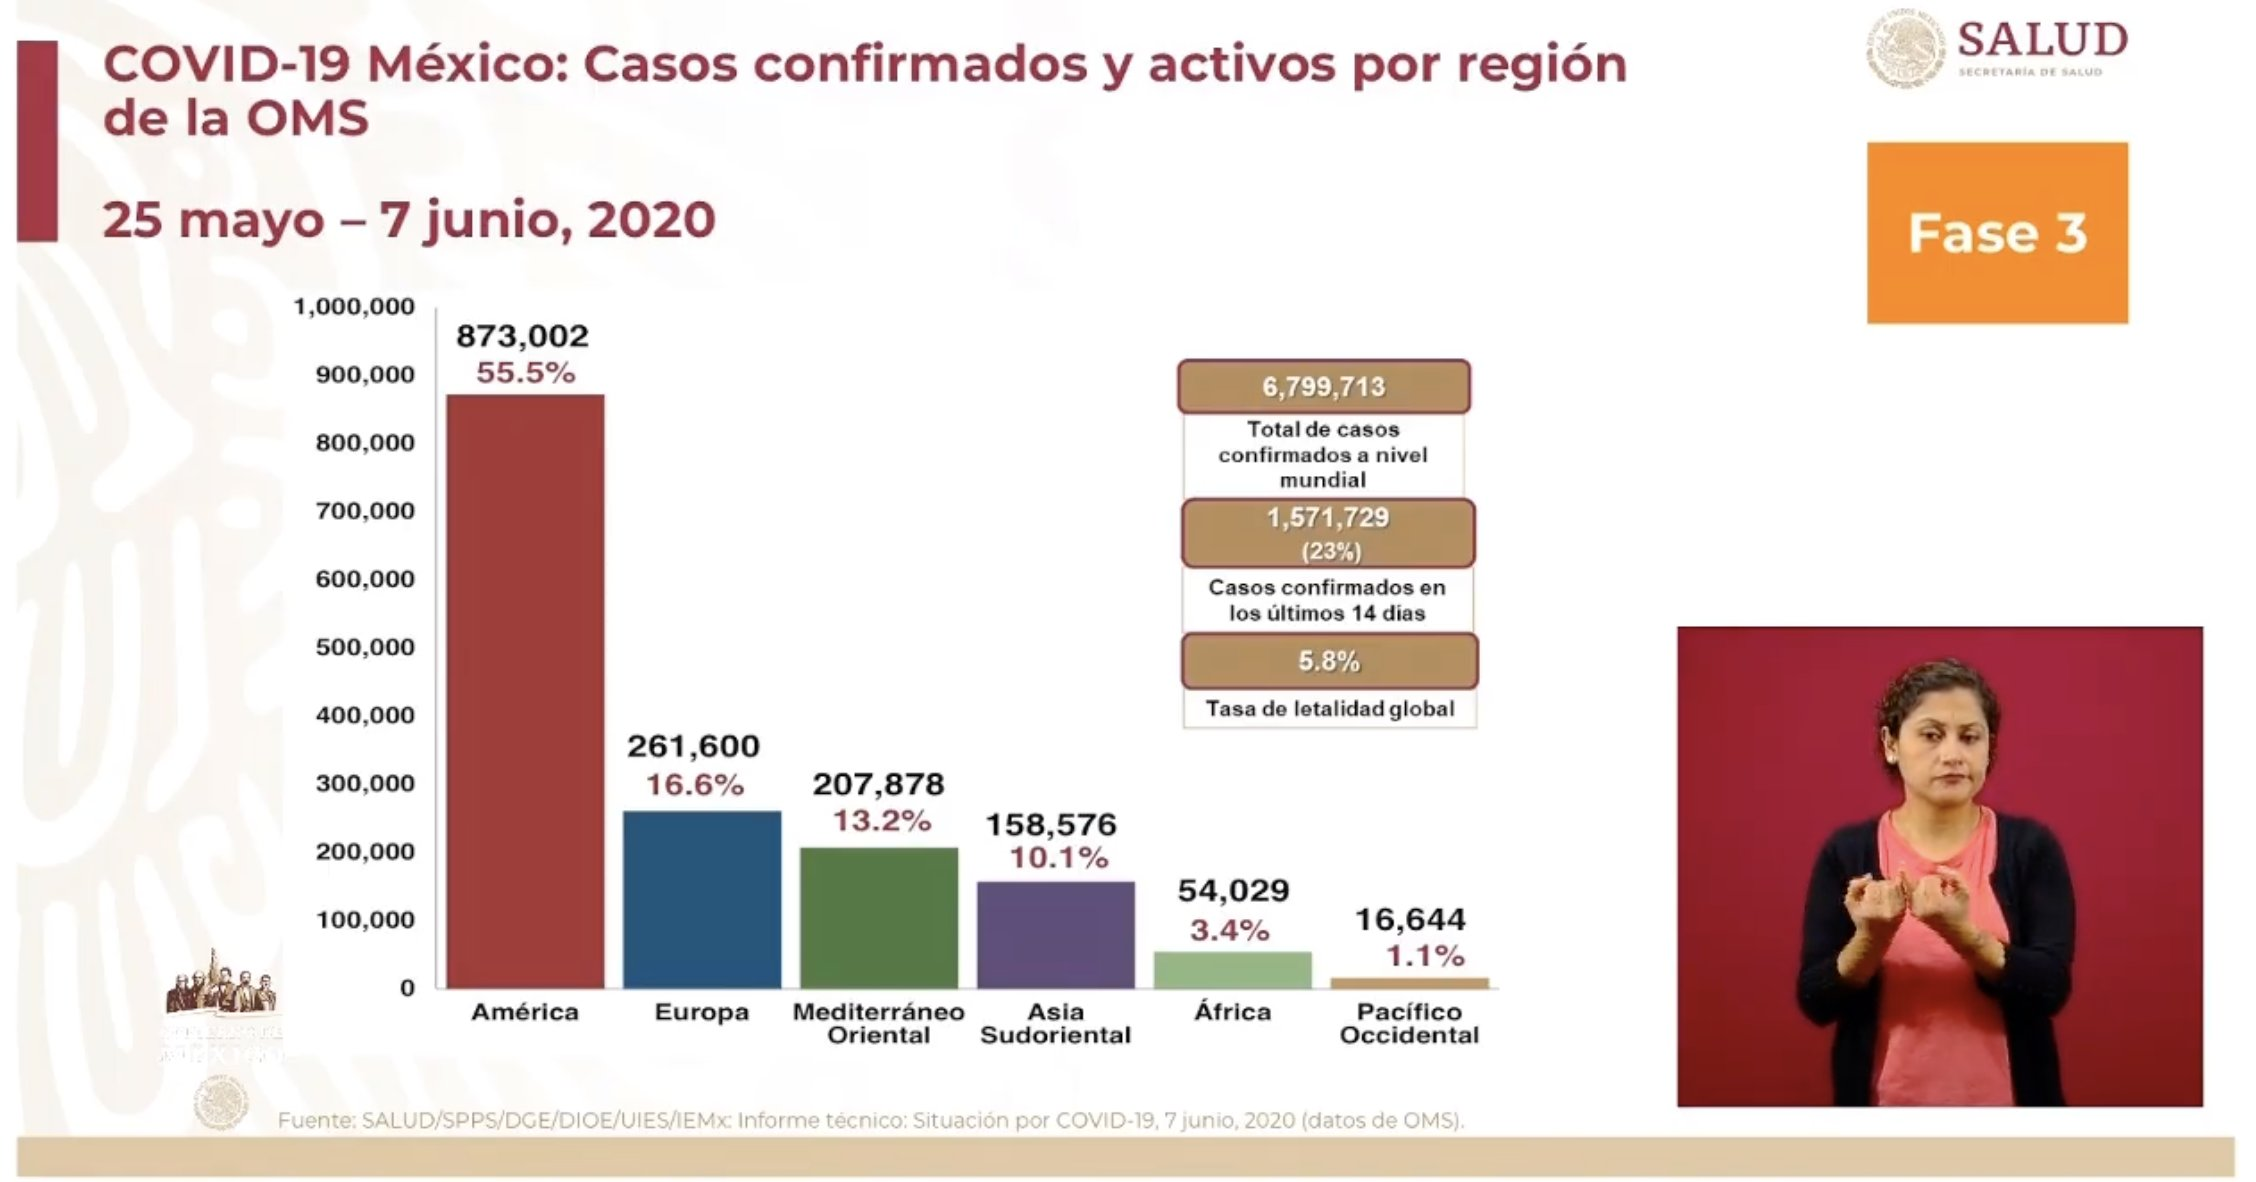 COVID-19 México: Casos confirmados y activos por región
de la OMS
25 mayo – 7 junio, 2020
SALUD
SECRETARÍA DE SALUD
Fase 3
1,000,000
900,000
800,000
700,000
600,000
500,000
400,000
300,000
200,000
100,000
0
873,002
55.5%
261,600
16.6%
207,878
13.2%
158,576
10.1%
54,029
3.4%
16,644
1.1%
América
Europa
Mediterráneo
Oriental
Asia
Sudoriental
África
Pacífico
Occidental
6,799,713
Total de casos
confirmados a nivel
mundial
1,571,729
(23%)
Casos confirmados en
los últimos 14 dias
5.8%
Tasa de letalidad global
Fuente: SALUD/SPPS/DGE/DIOE/UIES/IEMx: Informe técnico: Situación por COVID-19, 7 junio, 2020 (datos de OMS).